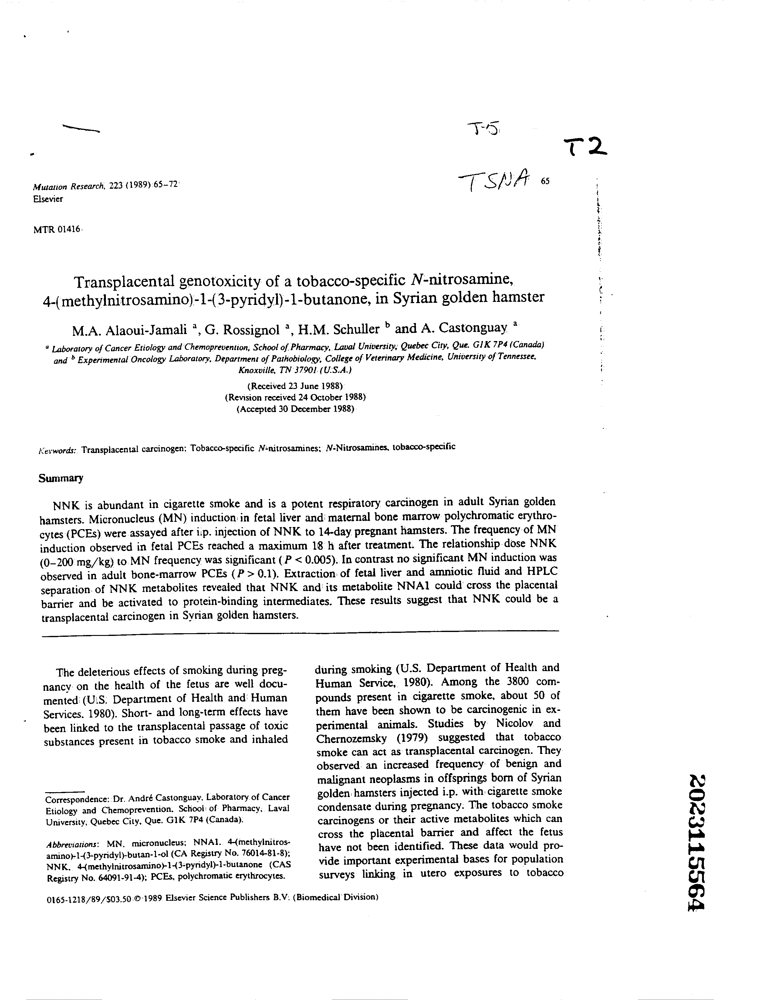 T-5
T2
TSNA 65
Mutation Research, 223 (1989) 65–72
Elsevier
MTR 01416
Transplacental genotoxicity of a tobacco-specific N-nitrosamine,
4-(methylnitrosamino)-1-(3-pyridyl)-1-butanone, in Syrian golden hamster
M.A. Alaoui-Jamali a, G. Rossignol a, H.M. Schuller b and A. Castonguay a
a Laboratory of Cancer Etiology and Chemoprevention, School of Pharmacy, Laval University, Quebec City, Que. G1K 7P4 (Canada)
and b Experimental Oncology Laboratory, Department of Pathobiology, College of Veterinary Medicine, University of Tennessee,
Knoxville, TN 37901 (U.S.A.)
(Received 23 June 1988)
(Revision received 24 October 1988)
(Accepted 30 December 1988)
Keywords: Transplacental carcinogen; Tobacco-specific N-nitrosamines; N-Nitrosamines, tobacco-specific
Summary
NNK is abundant in cigarette smoke and is a potent respiratory carcinogen in adult Syrian golden
hamsters. Micronucleus (MN) induction in fetal liver and maternal bone marrow polychromatic erythro-
cytes (PCEs) were assayed after i.p. injection of NNK to 14-day pregnant hamsters. The frequency of MN
induction observed in fetal PCEs reached a maximum 18 h after treatment. The relationship dose NNK
(0–200 mg/kg) to MN frequency was significant (P < 0.005). In contrast no significant MN induction was
observed in adult bone-marrow PCEs (P > 0.1). Extraction of fetal liver and amniotic fluid and HPLC
separation of NNK metabolites revealed that NNK and its metabolite NNA1 could cross the placental
barrier and be activated to protein-binding intermediates. These results suggest that NNK could be a
transplacental carcinogen in Syrian golden hamsters.
The deleterious effects of smoking during preg-
nancy on the health of the fetus are well docu-
mented (U.S. Department of Health and Human
Services, 1980). Short- and long-term effects have
been linked to the transplacental passage of toxic
substances present in tobacco smoke and inhaled
Correspondence: Dr. André Castonguay, Laboratory of Cancer
Etiology and Chemoprevention, School of Pharmacy, Laval
University, Quebec City, Que. G1K 7P4 (Canada).
Abbreviations: MN, micronucleus; NNA1, 4-(methylnitros-
amino)-1-(3-pyridyl)-butan-1-ol (CA Registry No. 76014-81-8);
NNK, 4-(methylnitrosamino)-1-(3-pyridyl)-1-butanone (CAS
Registry No. 64091-91-4); PCEs, polychromatic erythrocytes.
during smoking (U.S. Department of Health and
Human Service, 1980). Among the 3800 com-
pounds present in cigarette smoke, about 50 of
them have been shown to be carcinogenic in ex-
perimental animals. Studies by Nicolov and
Chernozemsky (1979) suggested that tobacco
smoke can act as transplacental carcinogen. They
observed an increased frequency of benign and
malignant neoplasms in offsprings born of Syrian
golden hamsters injected i.p. with cigarette smoke
condensate during pregnancy. The tobacco smoke
carcinogens or their active metabolites which can
cross the placental barrier and affect the fetus
have not been identified. These data would pro-
vide important experimental bases for population
surveys linking in utero exposures to tobacco
0165-1218/89/$03.50 © 1989 Elsevier Science Publishers B.V. (Biomedical Division)
2023115564